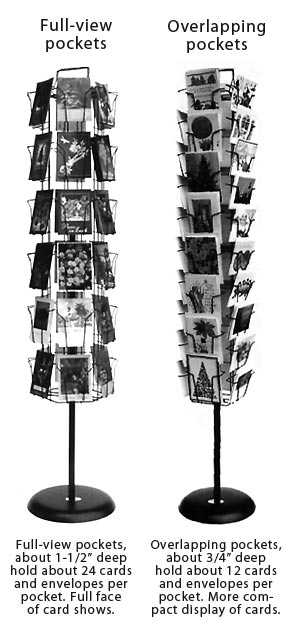 Full-view
pockets
Overlapping
pockets
Full-view pockets,
about 1-1/2” deep
hold about 24 cards
and envelopes per
pocket. Full face
of card shows.
Overlapping pockets,
about 3/4” deep
hold about 12 cards
and envelopes per
pocket. More com-
pact display of cards.